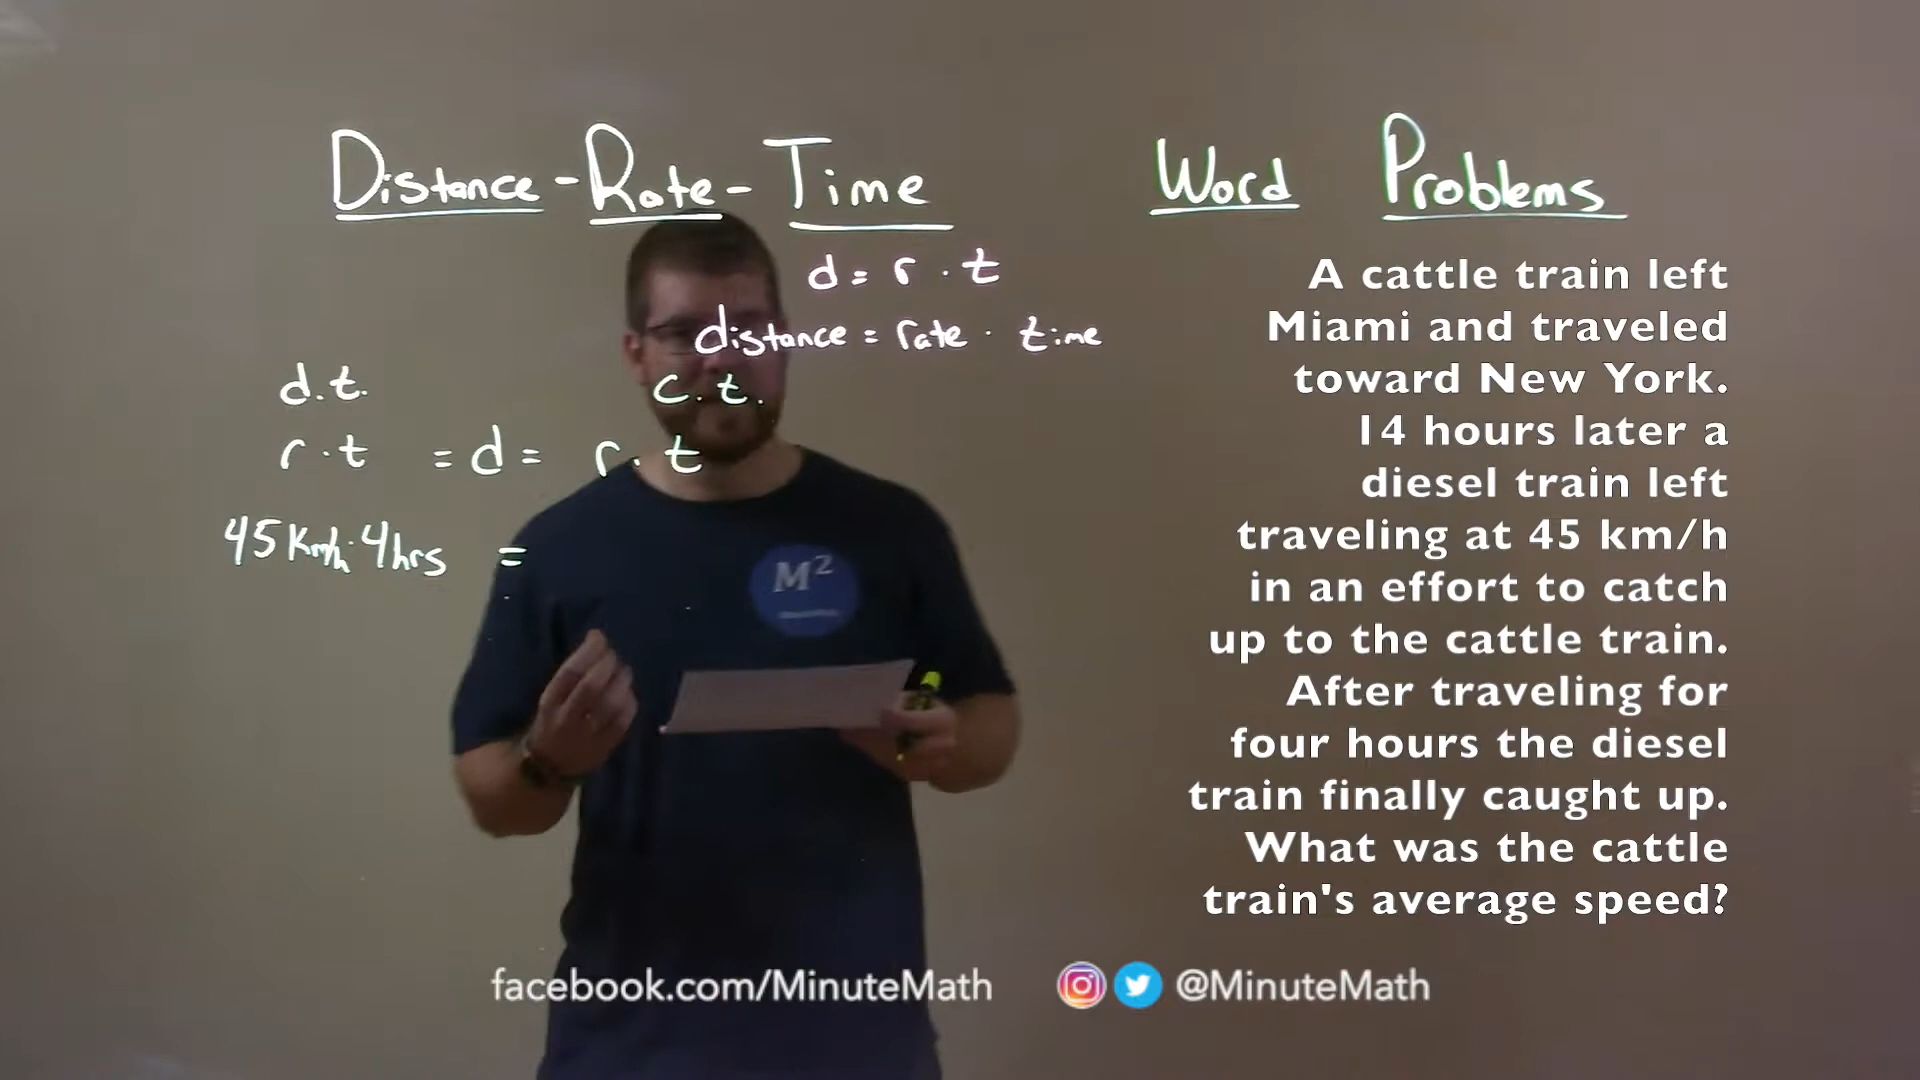 Distance - Rate - Time Word Problems
d = r · t
distance = rate · time
d.t. c.t.
r · t = d = r · t
45 Km/h · 4hrs =
M²
A cattle train left
Miami and traveled
toward New York.
14 hours later a
diesel train left
traveling at 45 km/h
in an effort to catch
up to the cattle train.
After traveling for
four hours the diesel
train finally caught up.
What was the cattle
train's average speed?
facebook.com/MinuteMath @MinuteMath